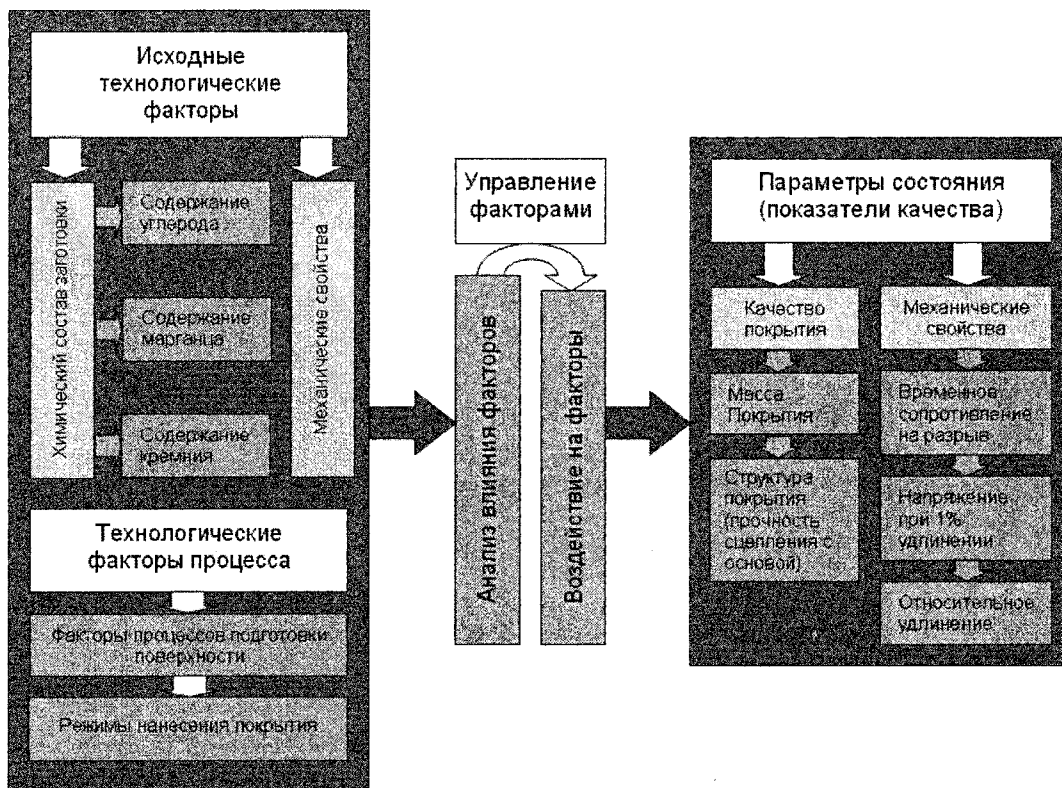 Исходные
технологические
факторы
Химический состав заготовки
Содержание
углерода
Содержание
марганца
Содержание
кремния
Механические свойства
Технологические
факторы процесса
Факторы процессов подготовки
поверхности
Режимы нанесения покрытия
Управление
факторами
Анализ влияния факторов
Воздействие на факторы
Параметры состояния
(показатели качества)
Качество
покрытия
Масса
Покрытия
Структура
покрытия
(прочность
сцепления с
основой)
Механические
свойства
Временное
сопротивление
на разрыв
Напряжение
при 1%
удлинении
Относительное
удлинение